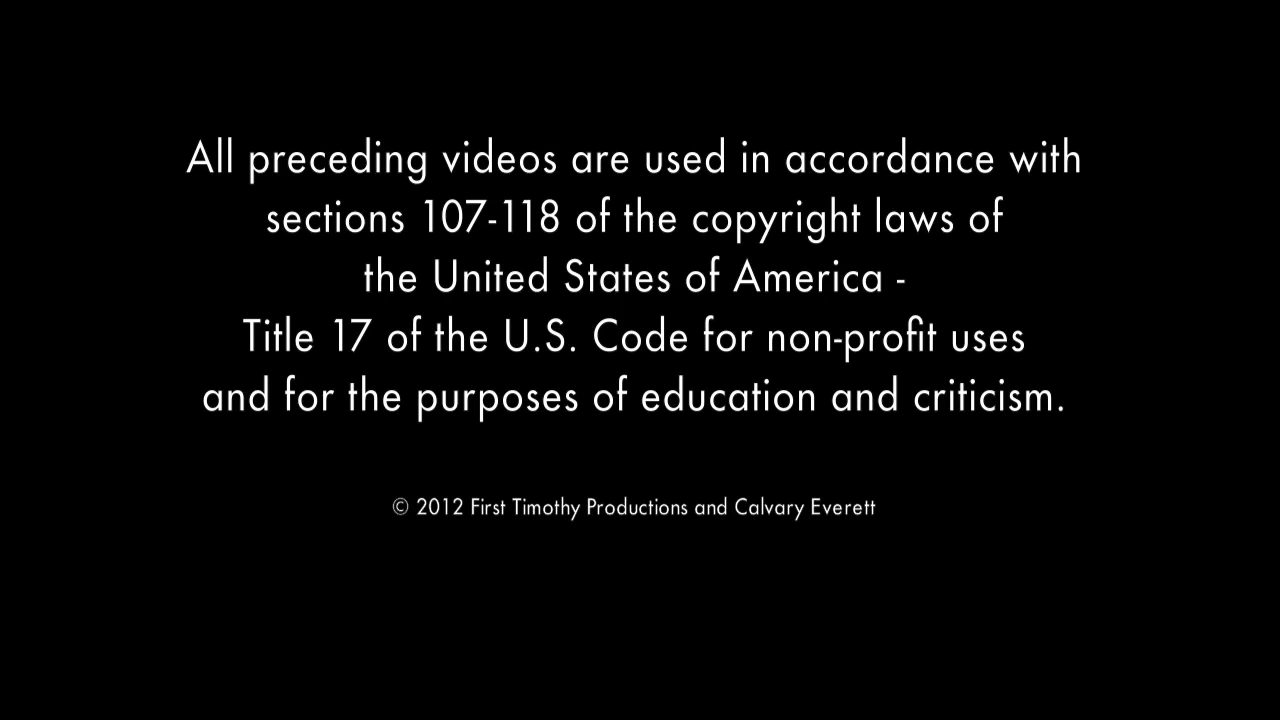 All preceding videos are used in accordance with
sections 107-118 of the copyright laws of
the United States of America -
Title 17 of the U.S. Code for non-profit uses
and for the purposes of education and criticism.
© 2012 First Timothy Productions and Calvary Everett